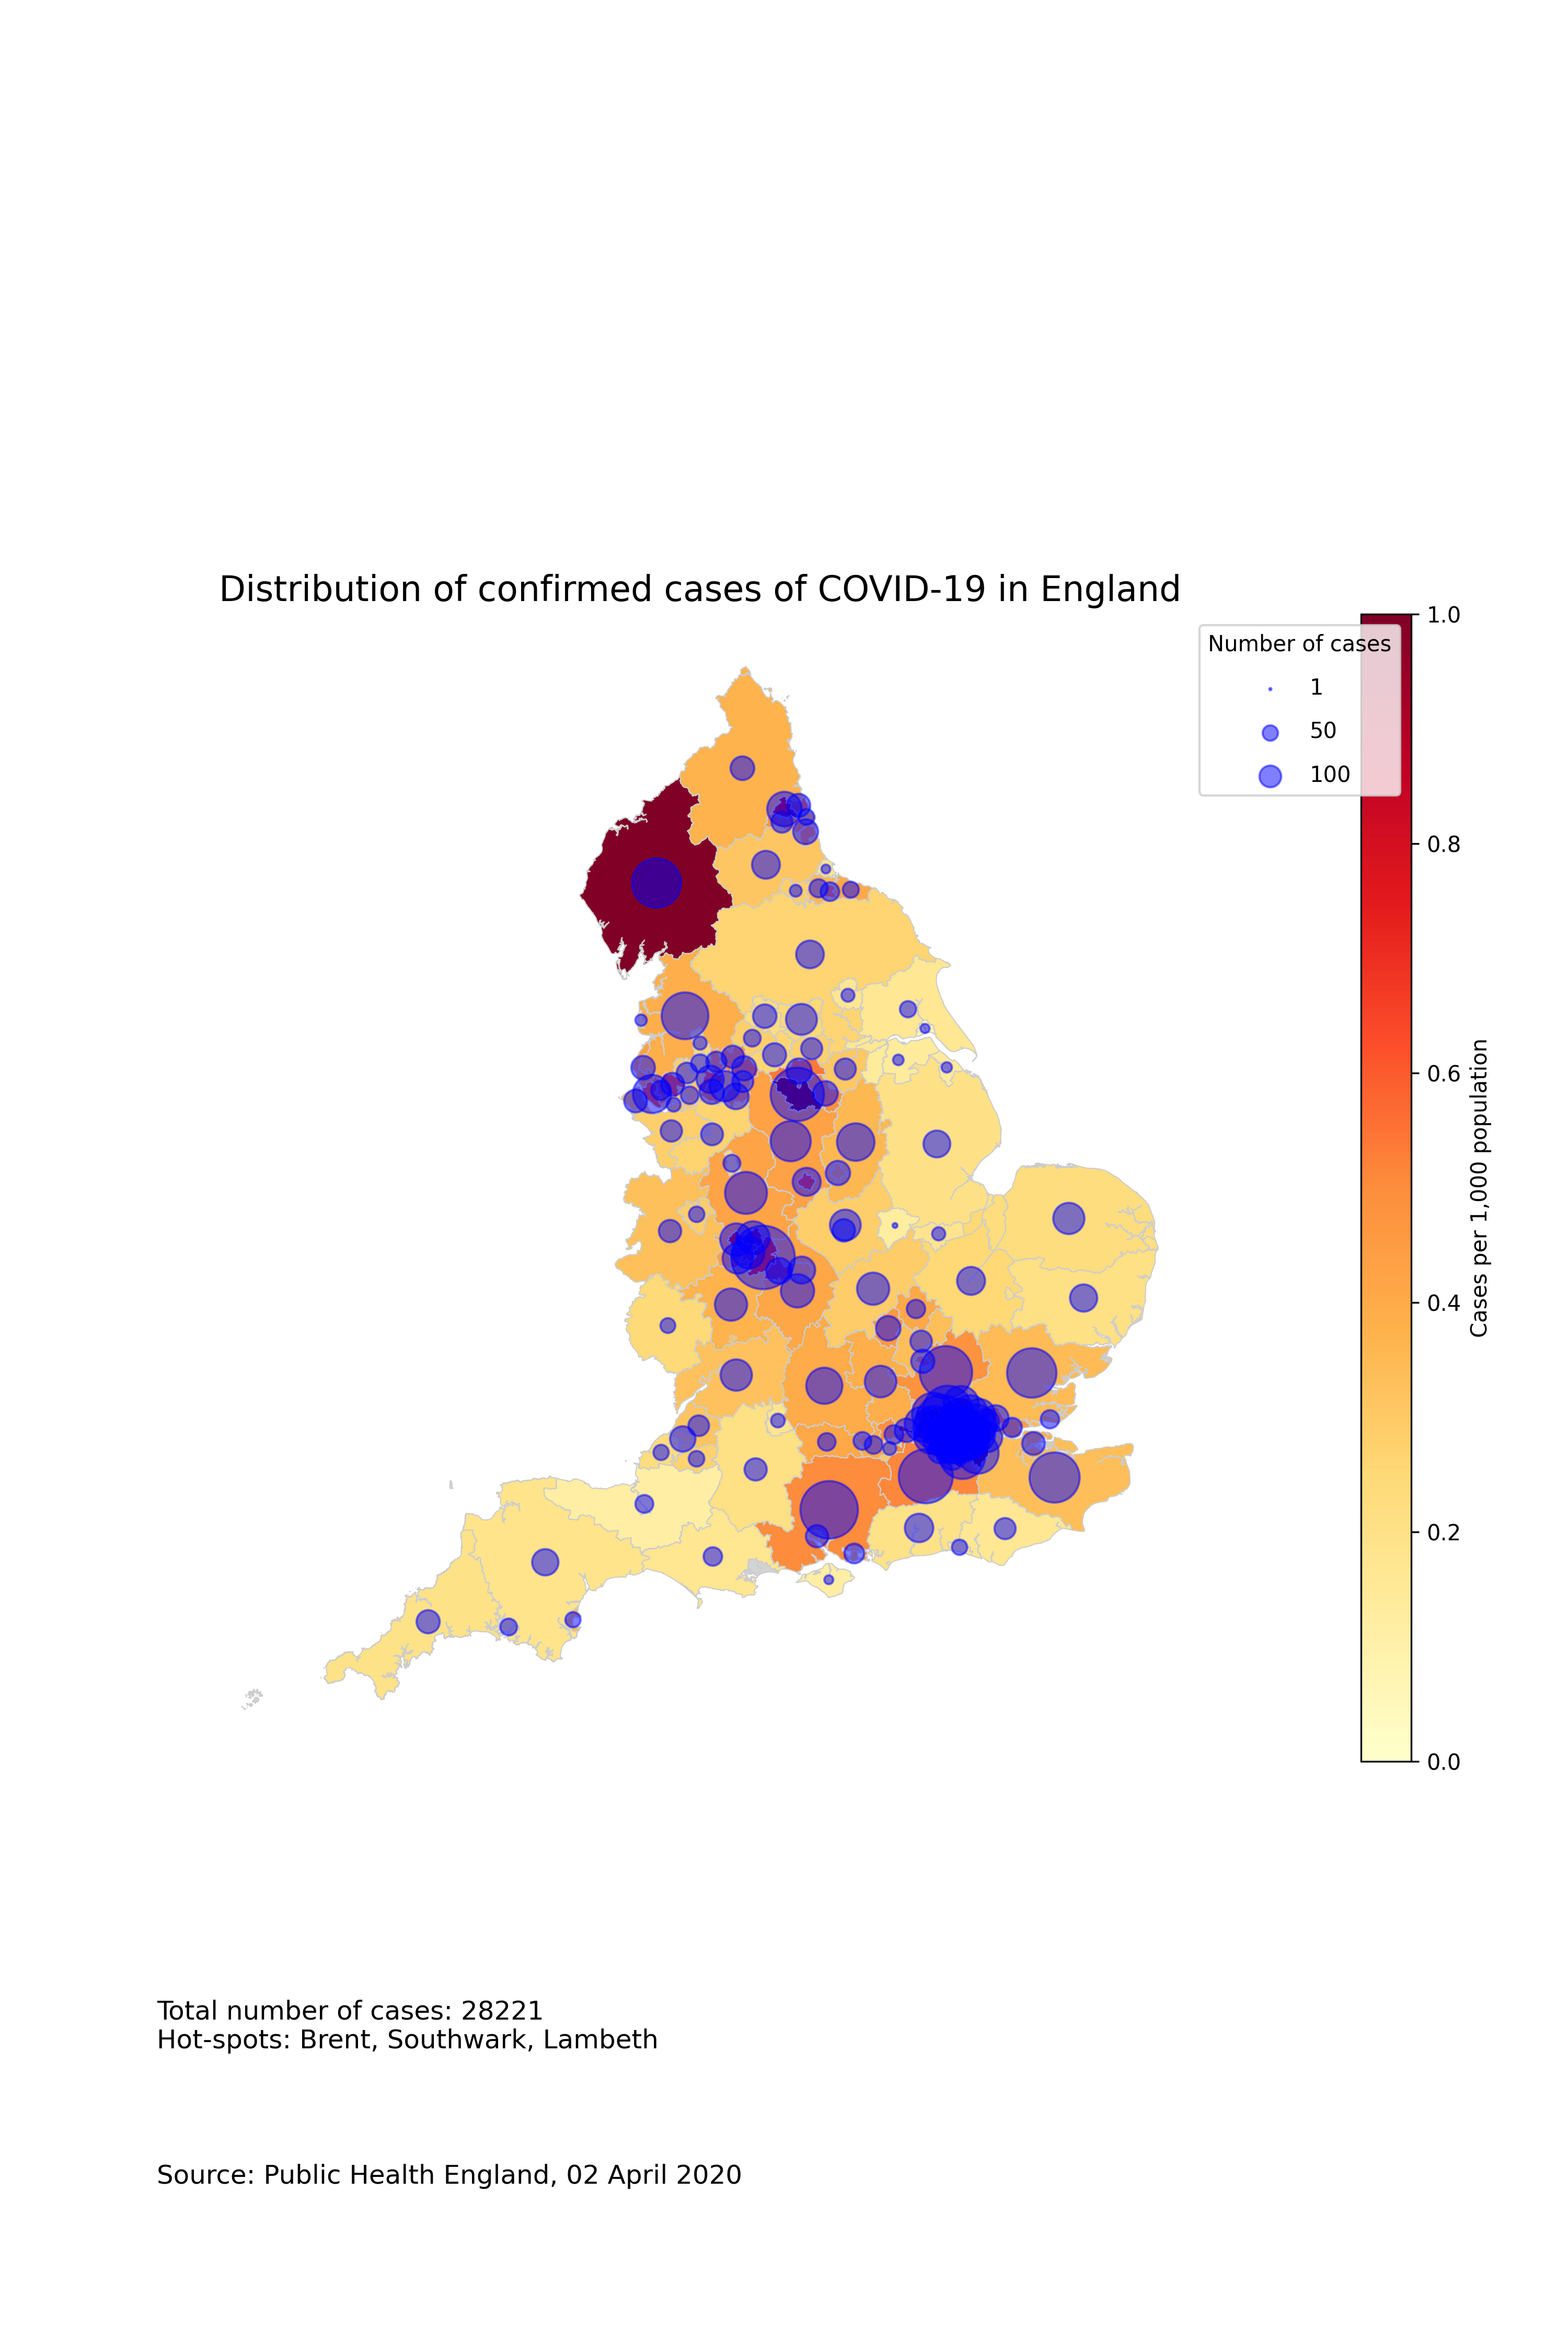 Distribution of confirmed cases of COVID-19 in England
Number of cases
1
50
100
1.0
0.8
0.6
0.4
0.2
0.0
Cases per 1,000 population
Total number of cases: 28221
Hot-spots: Brent, Southwark, Lambeth
Source: Public Health England, 02 April 2020